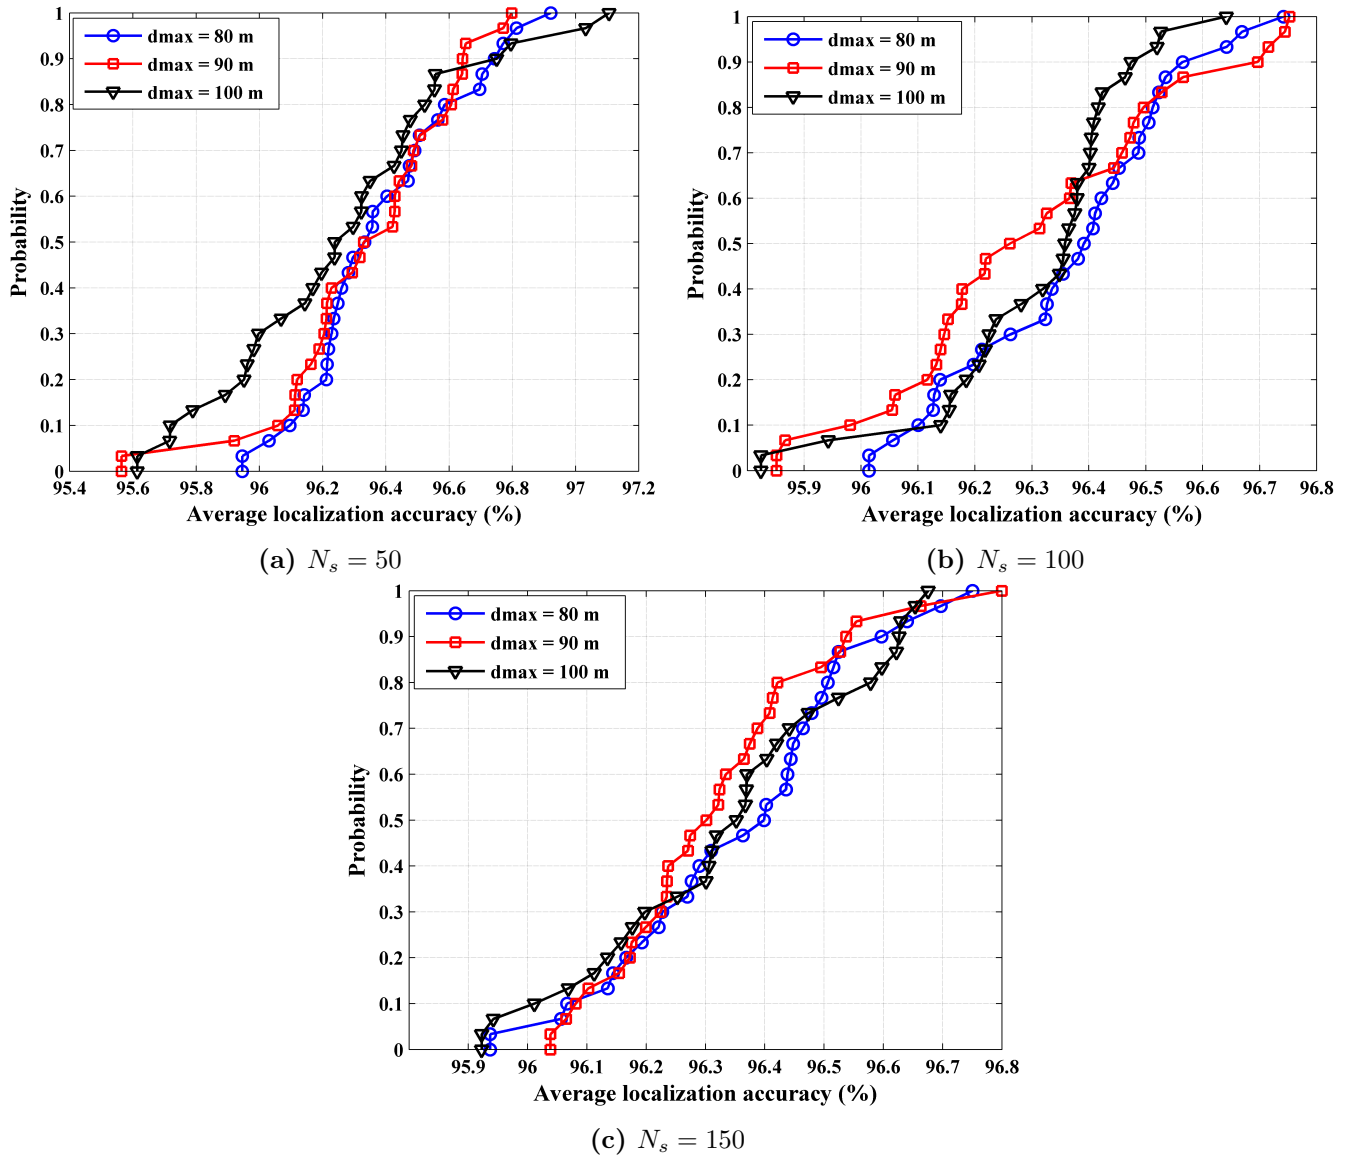 1
0.9
0.8
0.7
0.6
0.5
0.4
0.3
0.2
0.1
0
Probability
dmax = 80 m
dmax = 90 m
dmax = 100 m
95.4 95.6 95.8 96 96.2 96.4 96.6 96.8 97 97.2
Average localization accuracy (%)
(a) N_s = 50
1
0.9
0.8
0.7
0.6
0.5
0.4
0.3
0.2
0.1
0
Probability
dmax = 80 m
dmax = 90 m
dmax = 100 m
95.9 96 96.1 96.2 96.3 96.4 96.5 96.6 96.7 96.8
Average localization accuracy (%)
(b) N_s = 100
1
0.9
0.8
0.7
0.6
0.5
0.4
0.3
0.2
0.1
0
Probability
dmax = 80 m
dmax = 90 m
dmax = 100 m
95.9 96 96.1 96.2 96.3 96.4 96.5 96.6 96.7 96.8
Average localization accuracy (%)
(c) N_s = 150